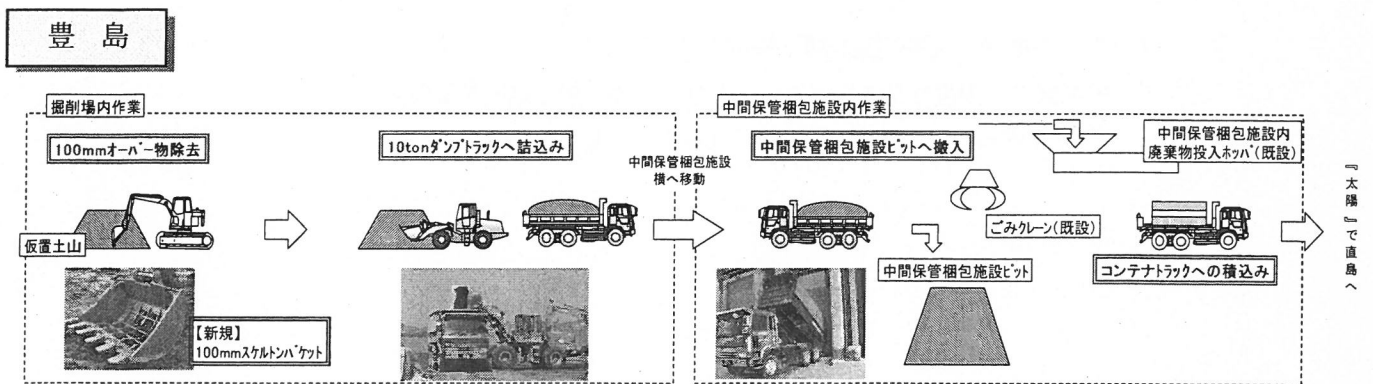 豊 島
掘削場内作業
100mmオーバー物除去
仮置土山
【新規】
100mmスケルトンバケット
10tonダンプトラックへ詰込み
中間保管梱包施設
横へ移動
中間保管梱包施設内作業
中間保管梱包施設ピットへ搬入
中間保管梱包施設内
廃棄物投入ホッパ(既設)
ごみクレーン(既設)
中間保管梱包施設ピット
コンテナトラックへの積込み
『太陽』で直島へ